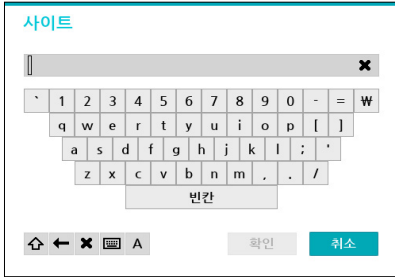 사이트
` 1 2 3 4 5 6 7 8 9 0 - = ₩
q w e r t y u i o p [ ]
a s d f g h j k l ; '
z x c v b n m , . /
빈칸
A 확인 취소